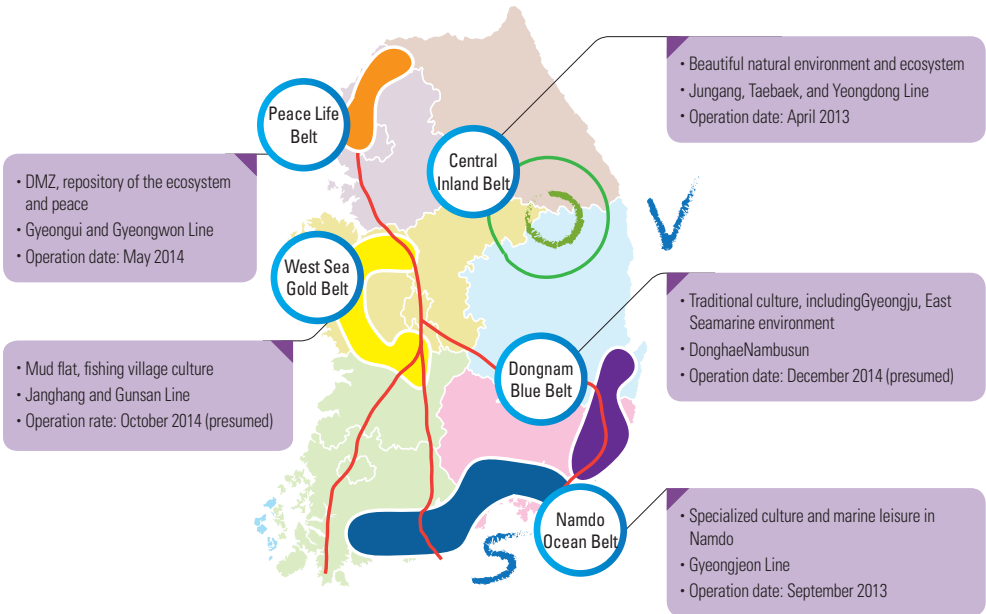 Peace Life
Belt
• DMZ, repository of the ecosystem
and peace
• Gyeongui and Gyeongwon Line
• Operation date: May 2014
Central
Inland Belt
• Beautiful natural environment and ecosystem
• Jungang, Taebaek, and Yeongdong Line
• Operation date: April 2013
O
V
West Sea
Gold Belt
• Mud flat, fishing village culture
• Janghang and Gunsan Line
• Operation rate: October 2014 (presumed)
Dongnam
Blue Belt
• Traditional culture, includingGyeongju, East
Seamarine environment
• DonghaeNambusun
• Operation date: December 2014 (presumed)
Namdo
Ocean Belt
• Specialized culture and marine leisure in
Namdo
• Gyeongjeon Line
• Operation date: September 2013
S